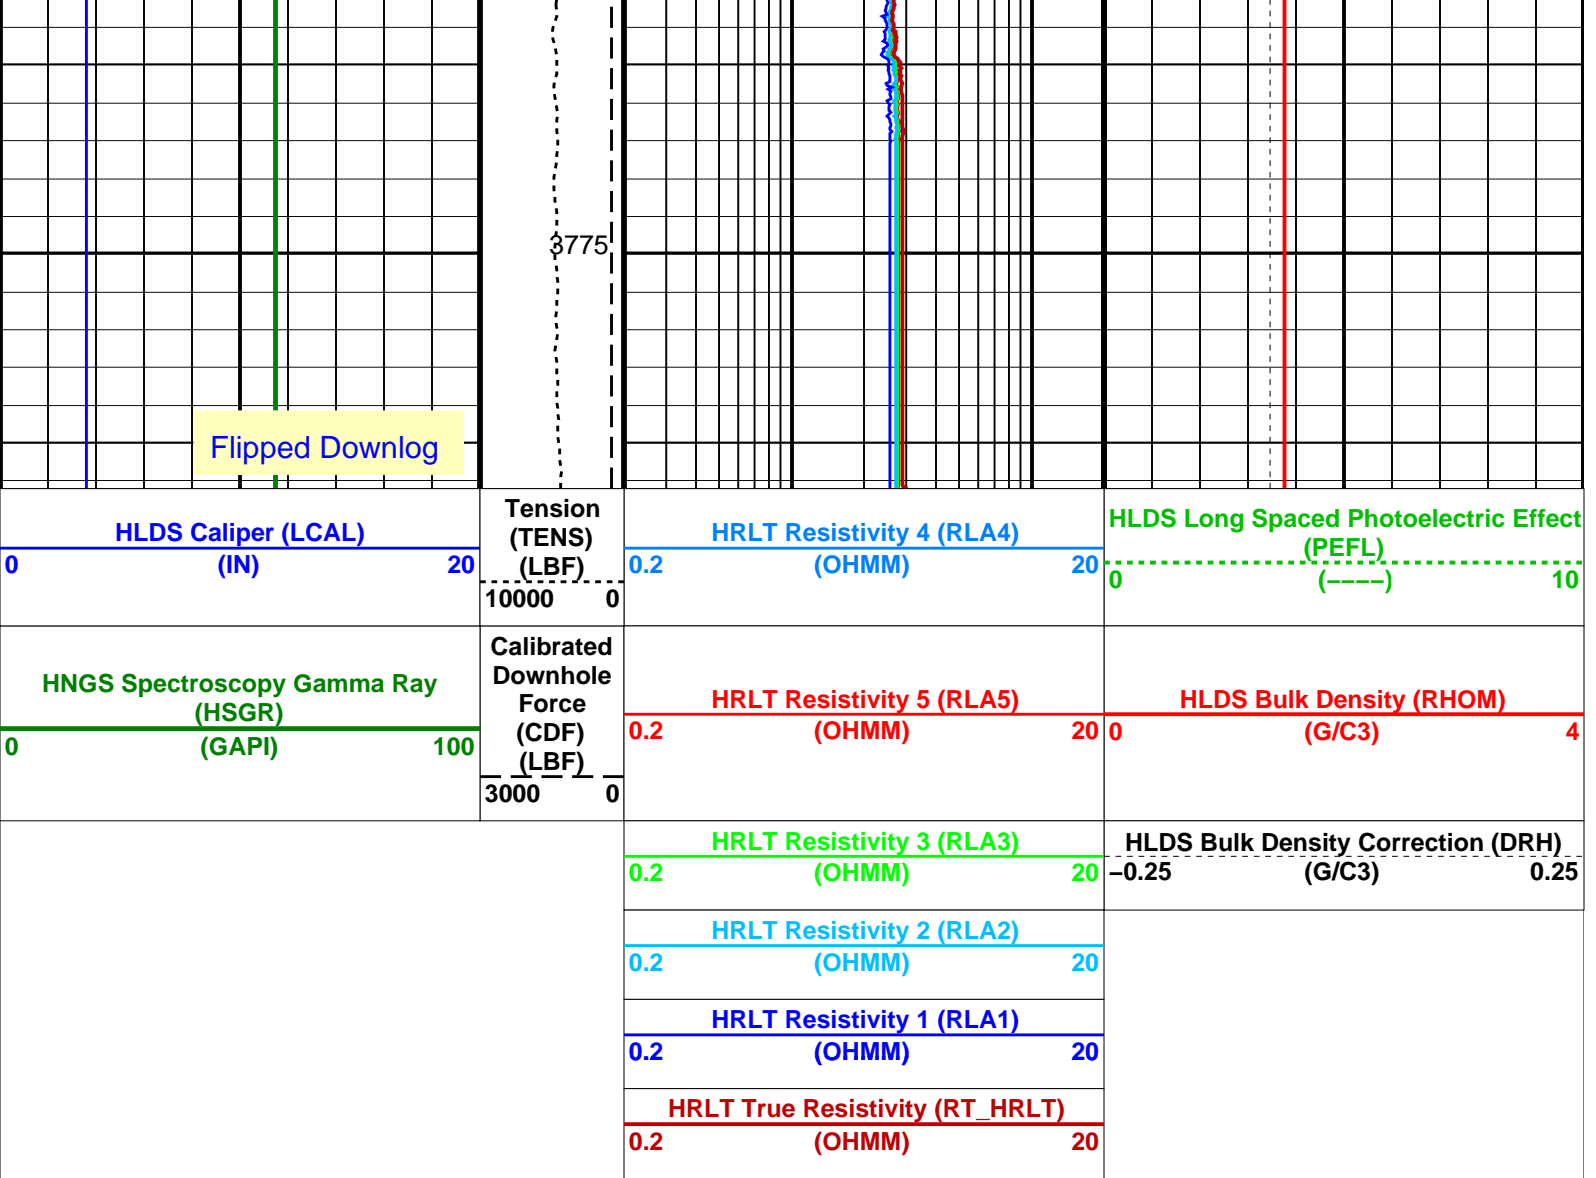 3775
Flipped Downlog
HLDS Caliper (LCAL)
0 (IN) 20
Tension
(TENS)
(LBF)
10000 0
HRLT Resistivity 4 (RLA4)
0.2 (OHMM) 20
HLDS Long Spaced Photoelectric Effect
(PEFL)
0 (−−−−) 10
HNGS Spectroscopy Gamma Ray
(HSGR)
0 (GAPI) 100
Calibrated
Downhole
Force
(CDF)
(LBF)
3000 0
HRLT Resistivity 5 (RLA5)
0.2 (OHMM) 20
HLDS Bulk Density (RHOM)
0 (G/C3) 4
HRLT Resistivity 3 (RLA3)
0.2 (OHMM) 20
HLDS Bulk Density Correction (DRH)
−0.25 (G/C3) 0.25
HRLT Resistivity 2 (RLA2)
0.2 (OHMM) 20
HRLT Resistivity 1 (RLA1)
0.2 (OHMM) 20
HRLT True Resistivity (RT_HRLT)
0.2 (OHMM) 20